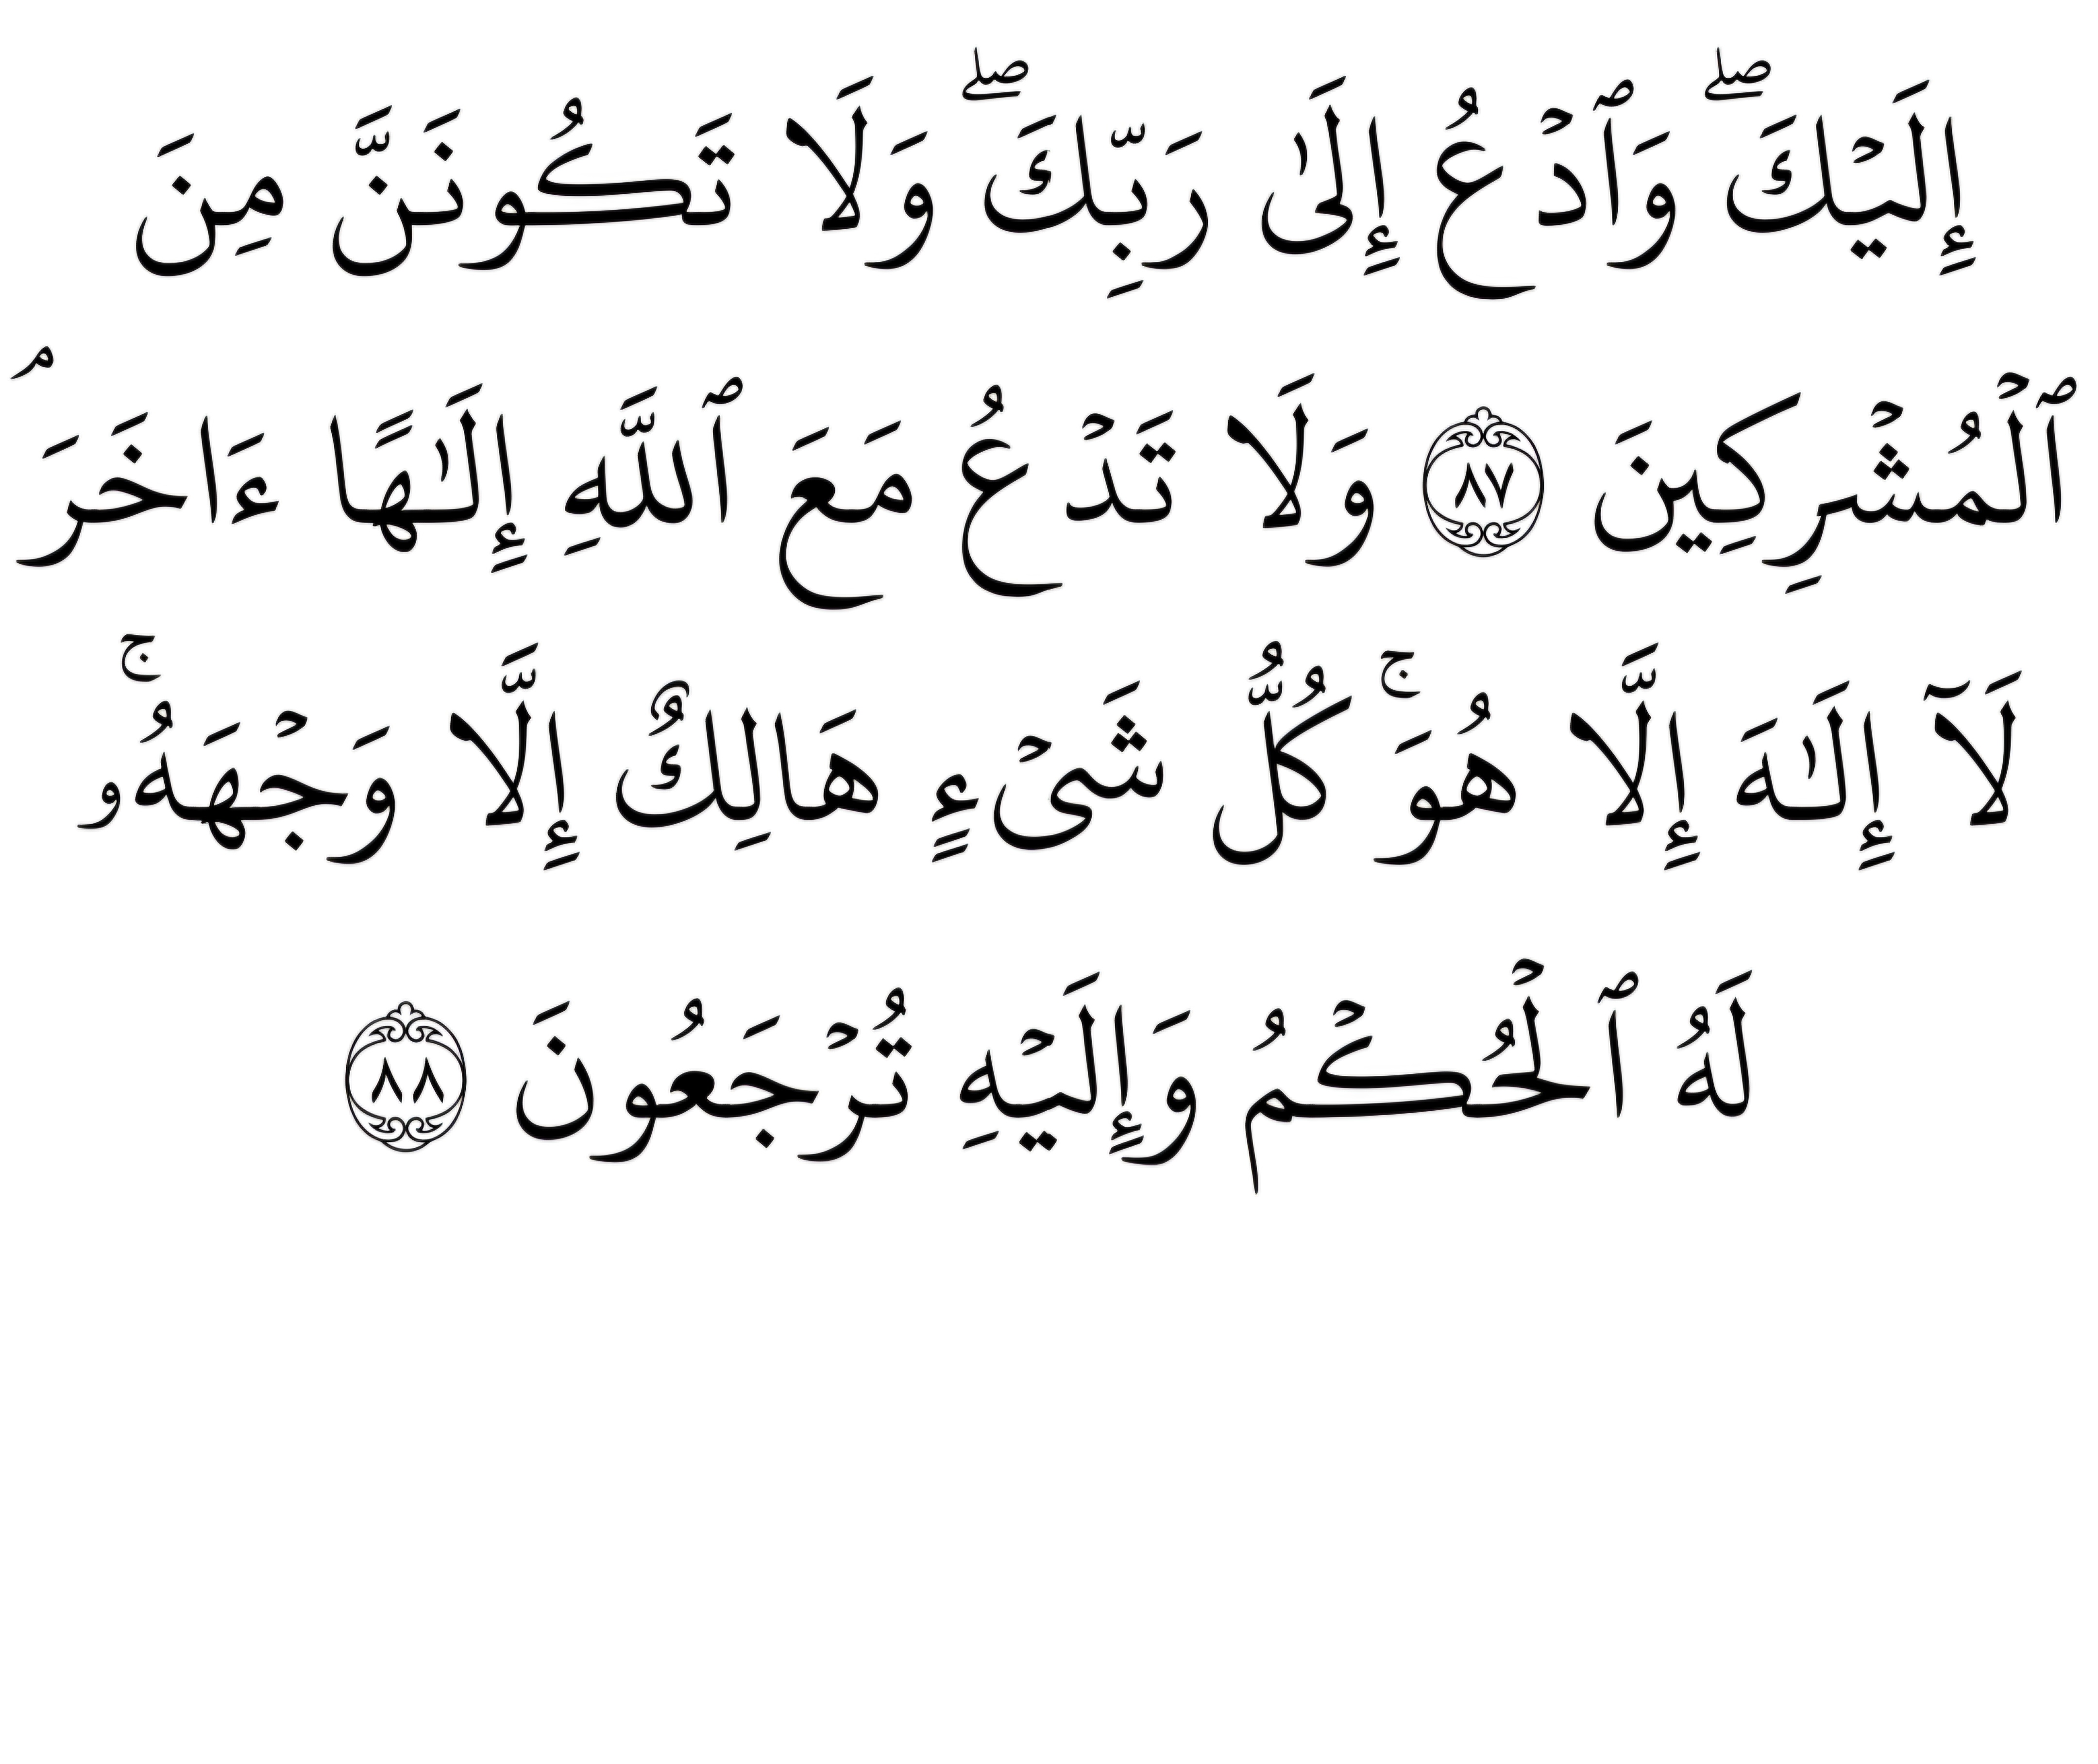 إِلَيْكَ ۖ وَٱدْعُ إِلَىٰ رَبِّكَ ۖ وَلَا تَكُونَنَّ مِنَ
ٱلْمُشْرِكِينَ ٨٧ وَلَا تَدْعُ مَعَ ٱللَّهِ إِلَـٰهًا ءَاخَرَ ۘ
لَآ إِلَـٰهَ إِلَّا هُوَ ۚ كُلُّ شَىْءٍ هَالِكٌ إِلَّا وَجْهَهُۥ ۚ
لَهُ ٱلْحُكْمُ وَإِلَيْهِ تُرْجَعُونَ ٨٨